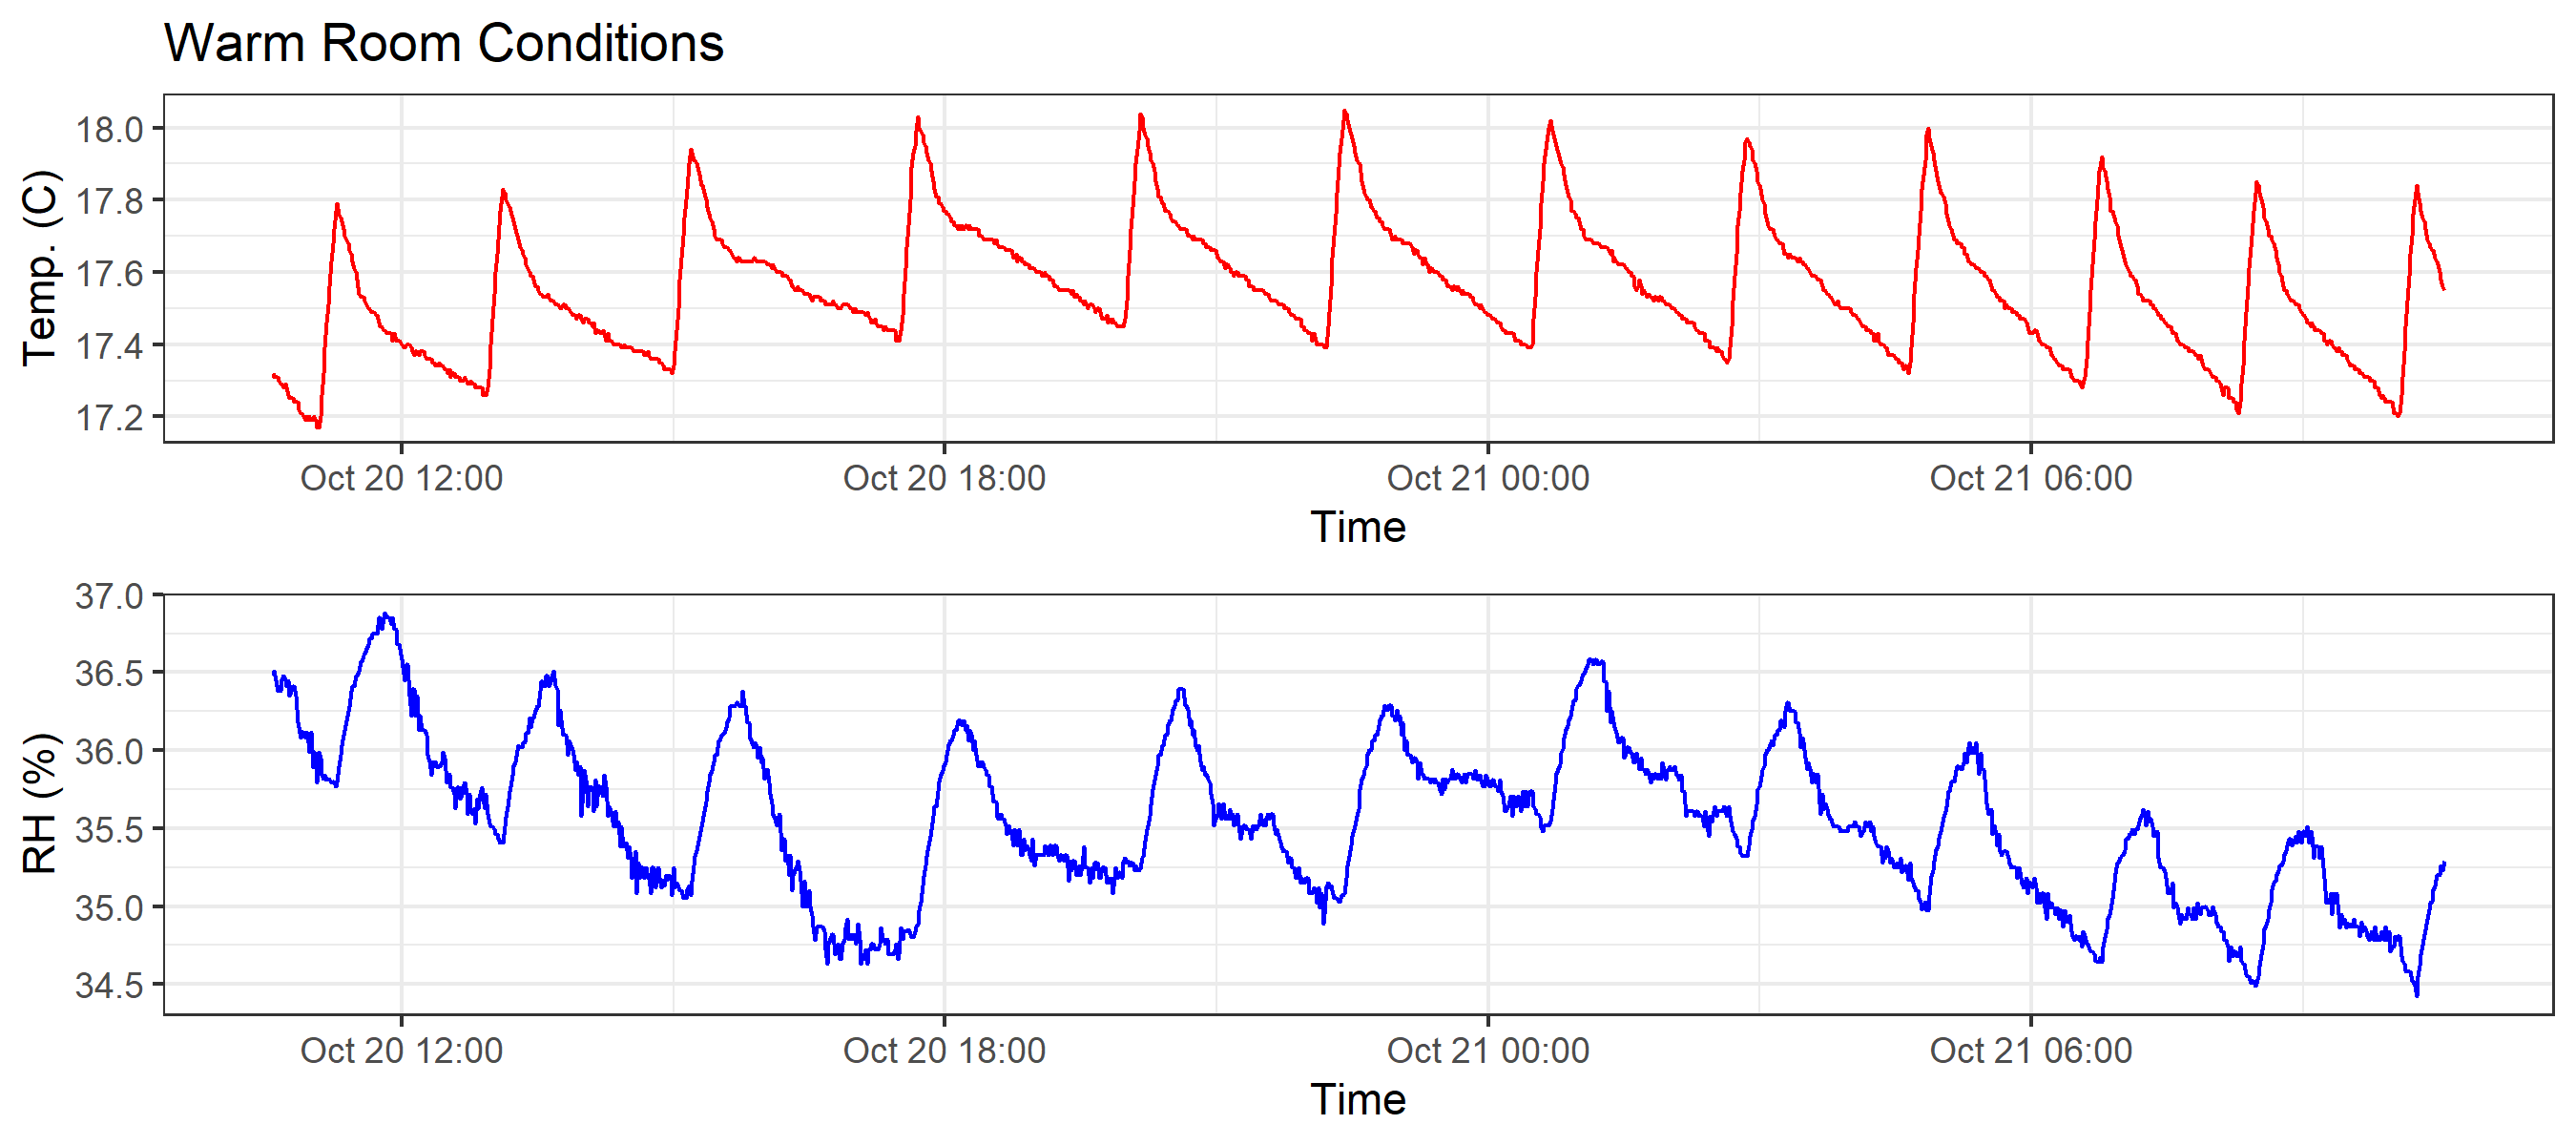 Warm Room Conditions
Temp. (C)
18.0
17.8
17.6
17.4
17.2
Oct 20 12:00 Oct 20 18:00 Oct 21 00:00 Oct 21 06:00
Time
RH (%)
37.0
36.5
36.0
35.5
35.0
34.5
Oct 20 12:00 Oct 20 18:00 Oct 21 00:00 Oct 21 06:00
Time